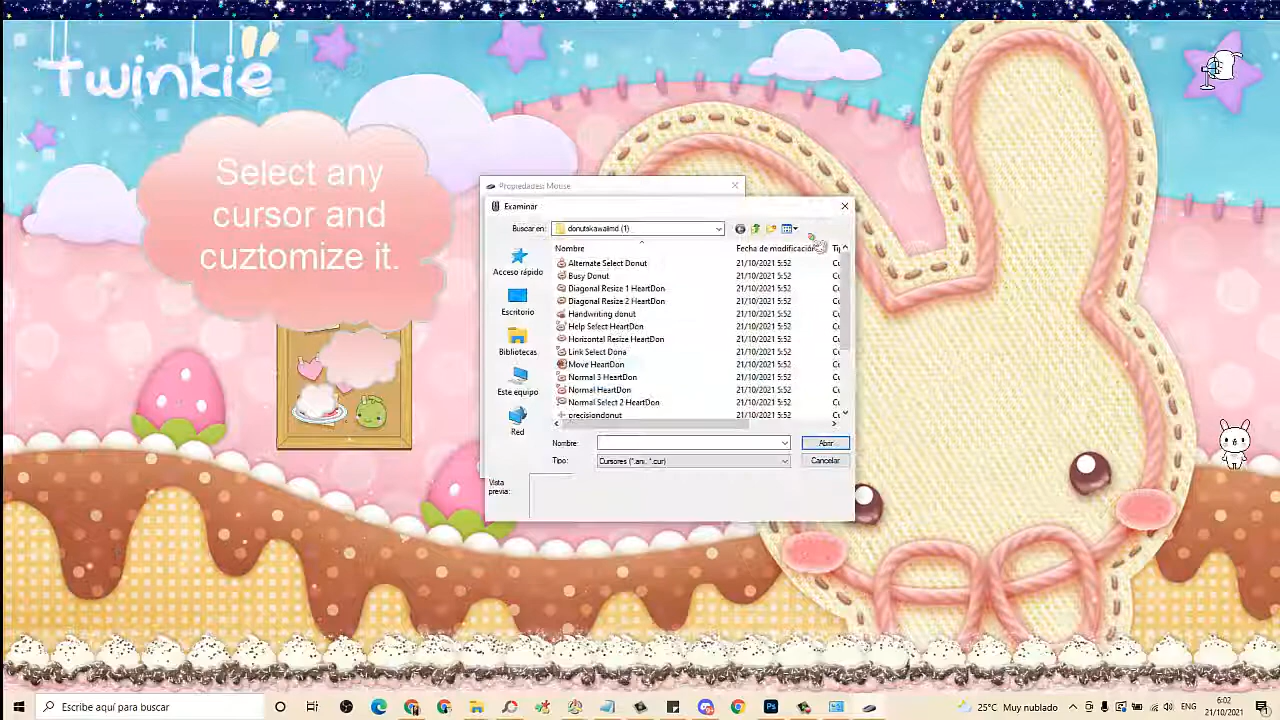 twinkie
Select any
cursor and
cuztomize it.
Propiedades: Mouse
Examinar
Buscar en: donutskawaiimd (1)
Nombre Fecha de modificación
Acceso rápido
Escritorio
Bibliotecas
Este equipo
Red
Alternate Select Donut 21/10/2021 5:52
Busy Donut 21/10/2021 5:52
Diagonal Resize 1 HeartDon 21/10/2021 5:52
Diagonal Resize 2 HeartDon 21/10/2021 5:52
Handwriting donut 21/10/2021 5:52
Help Select HeartDon 21/10/2021 5:52
Horizontal Resize HeartDon 21/10/2021 5:52
Link Select Dona 21/10/2021 5:52
Move HeartDon 21/10/2021 5:52
Normal 3 HeartDon 21/10/2021 5:52
Normal HeartDon 21/10/2021 5:52
Normal Select 2 HeartDon 21/10/2021 5:52
precisiondonut 21/10/2021 5:52
Nombre: Abrir
Tipo: Cursores (*.ani, *.cur) Cancelar
Vista
previa:
Escribe aquí para buscar
25°C Muy nublado
ENG
6:02
21/10/2021